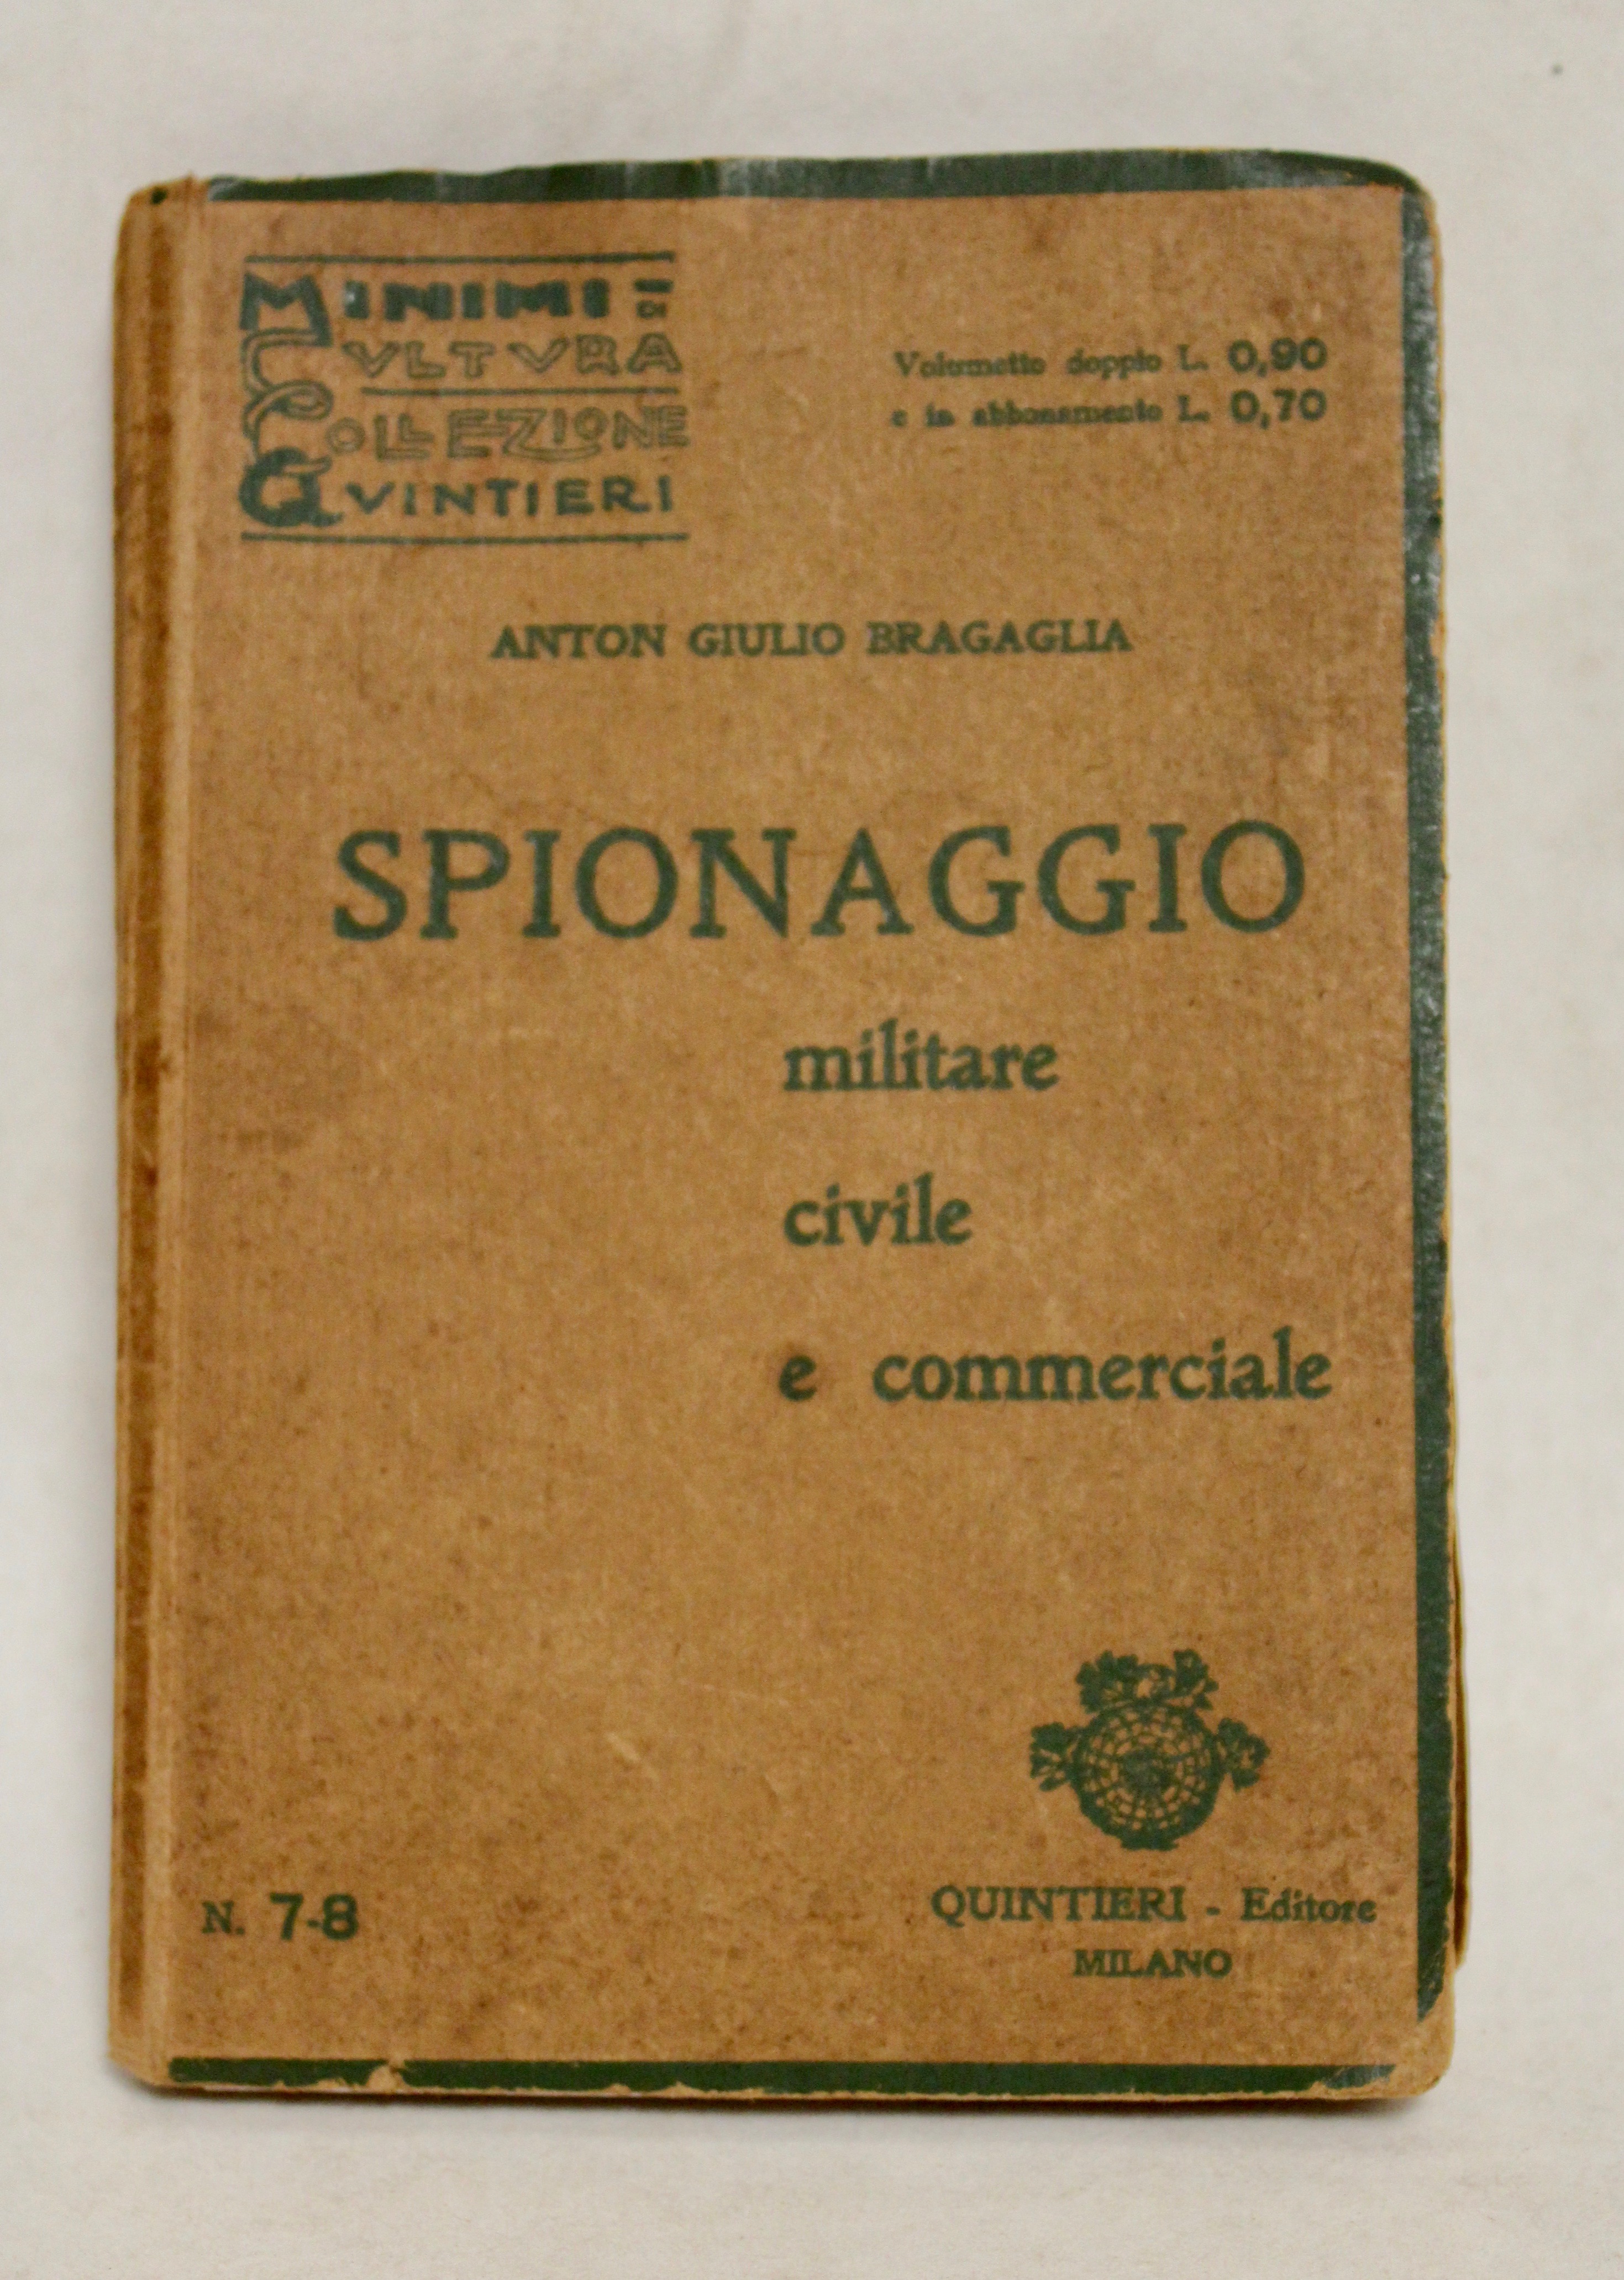 MINIMI DI
CVLTVRA
COLLEZIONE
QVINTIERI
Volumetto doppio L. 0,90
e in abbonamento L. 0,70
ANTON GIULIO BRAGAGLIA
SPIONAGGIO
militare
civile
e commerciale
N. 7-8
QUINTIERI - Editore
MILANO